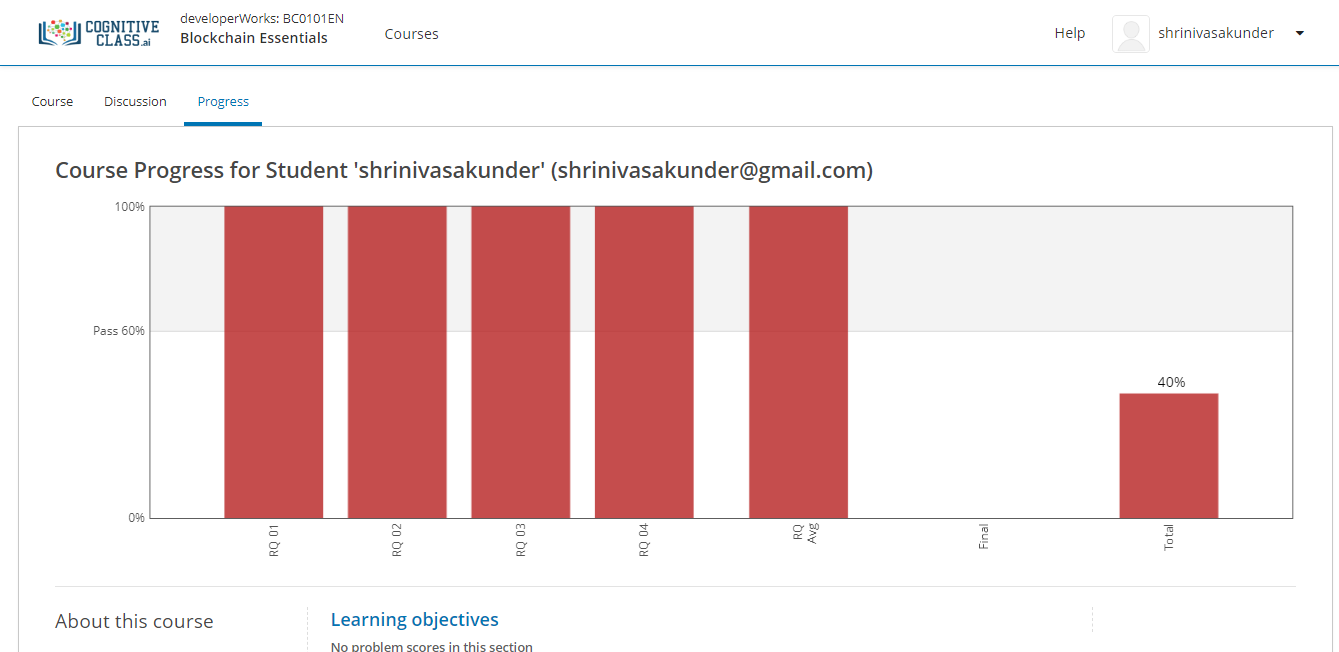 COGNITIVE
CLASS.ai
developerWorks: BC0101EN
Blockchain Essentials
Courses
Help
shrinivasakunder
Course
Discussion
Progress
Course Progress for Student 'shrinivasakunder' (shrinivasakunder@gmail.com)
100%
Pass 60%
0%
40%
RQ 01
RQ 02
RQ 03
RQ 04
RQ
Avg
Final
Total
About this course
Learning objectives
No problem scores in this section